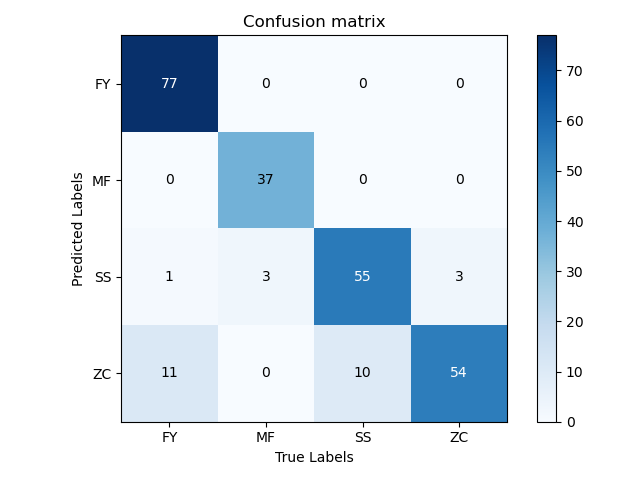 Confusion matrix
Predicted Labels
FY 77 0 0 0
MF 0 37 0 0
SS 1 3 55 3
ZC 11 0 10 54
FY MF SS ZC
True Labels
70
60
50
40
30
20
10
0